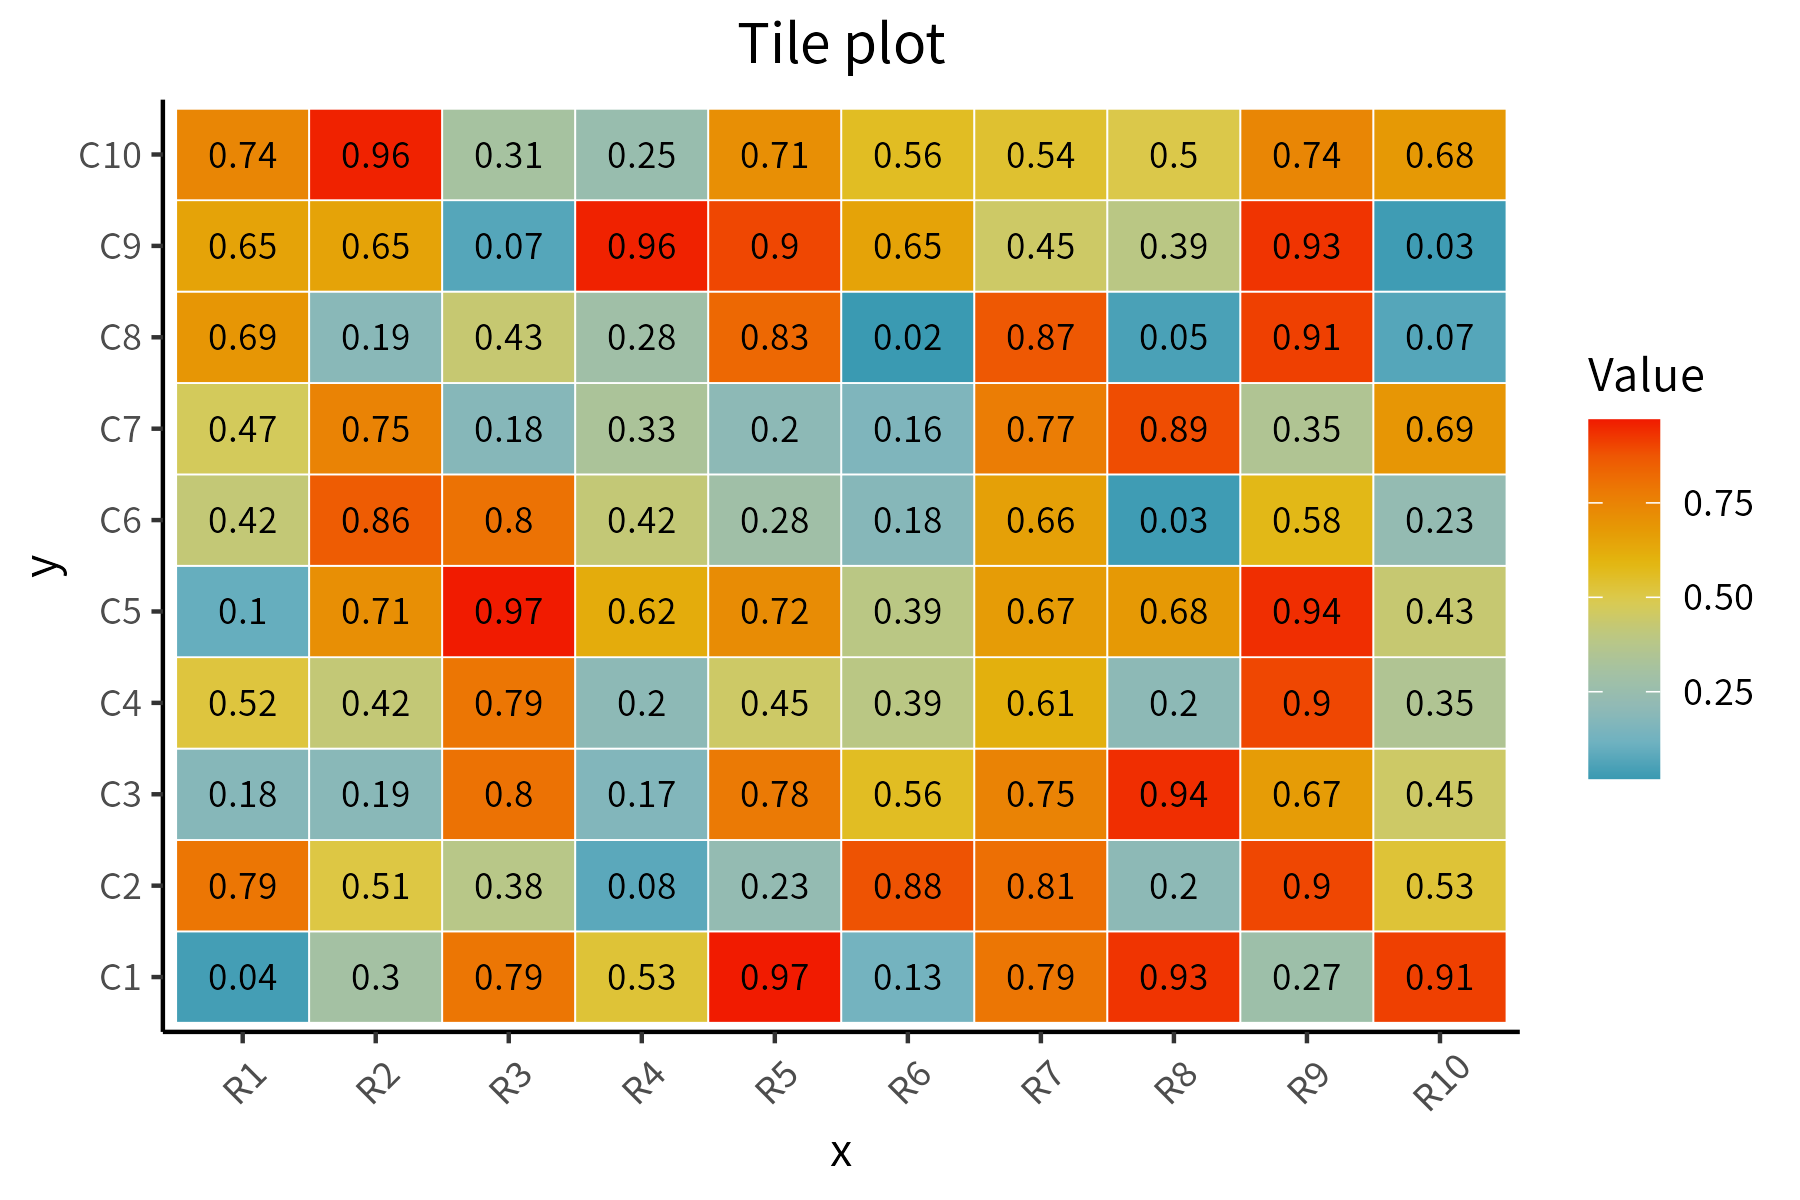 Tile plot
C10 0.74 0.96 0.31 0.25 0.71 0.56 0.54 0.5 0.74 0.68
C9 0.65 0.65 0.07 0.96 0.9 0.65 0.45 0.39 0.93 0.03
C8 0.69 0.19 0.43 0.28 0.83 0.02 0.87 0.05 0.91 0.07
C7 0.47 0.75 0.18 0.33 0.2 0.16 0.77 0.89 0.35 0.69
C6 0.42 0.86 0.8 0.42 0.28 0.18 0.66 0.03 0.58 0.23
C5 0.1 0.71 0.97 0.62 0.72 0.39 0.67 0.68 0.94 0.43
C4 0.52 0.42 0.79 0.2 0.45 0.39 0.61 0.2 0.9 0.35
C3 0.18 0.19 0.8 0.17 0.78 0.56 0.75 0.94 0.67 0.45
C2 0.79 0.51 0.38 0.08 0.23 0.88 0.81 0.2 0.9 0.53
C1 0.04 0.3 0.79 0.53 0.97 0.13 0.79 0.93 0.27 0.91
R1 R2 R3 R4 R5 R6 R7 R8 R9 R10
x
y
Value
0.75
0.50
0.25